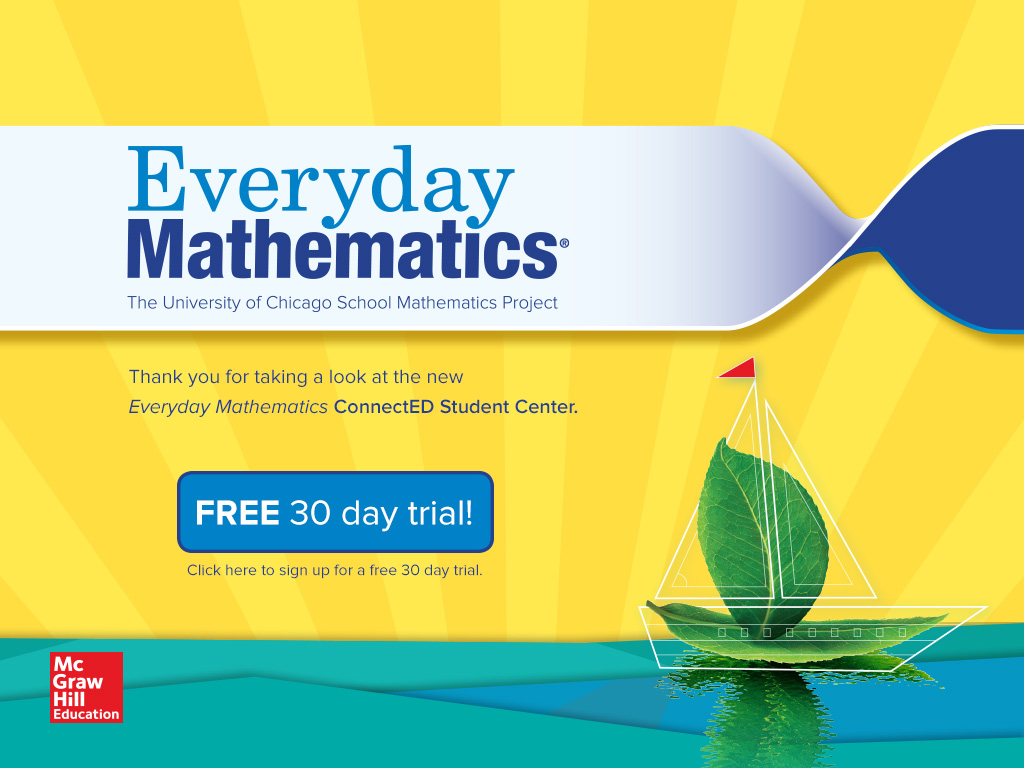 Everyday
Mathematics®
The University of Chicago School Mathematics Project
Thank you for taking a look at the new
Everyday Mathematics ConnectED Student Center.
FREE 30 day trial!
Click here to sign up for a free 30 day trial.
Mc
Graw
Hill
Education